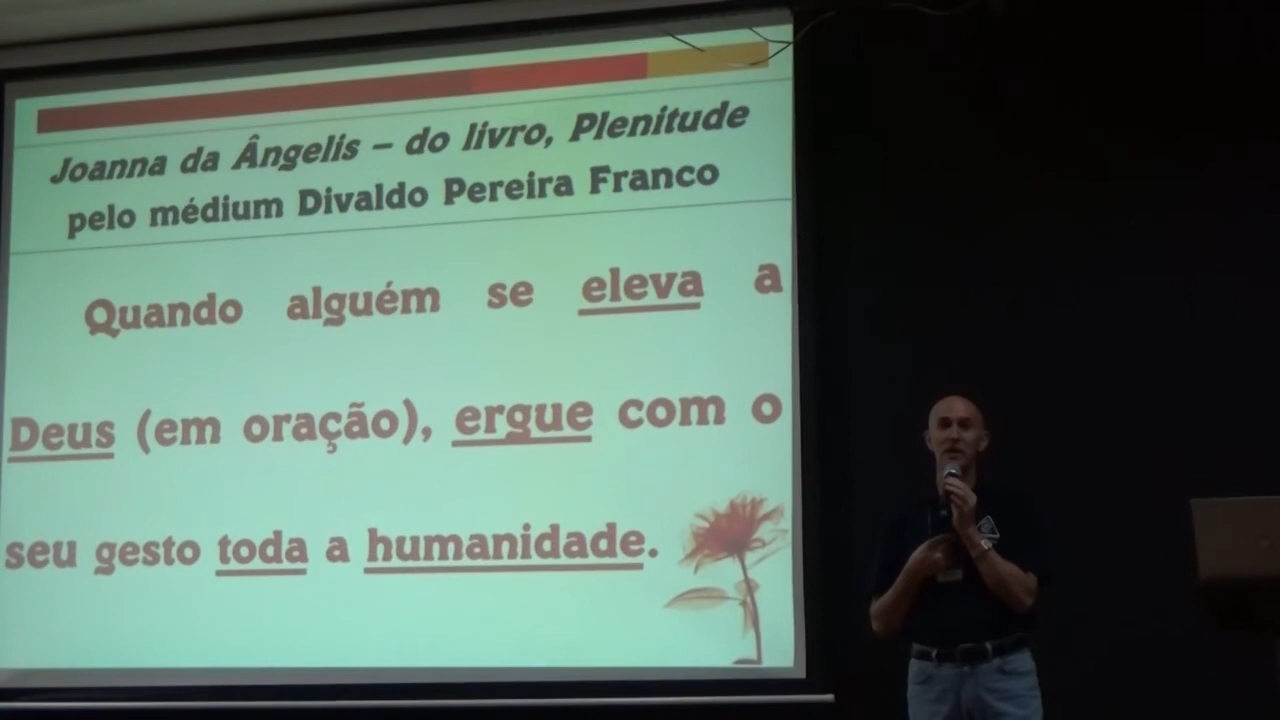 Joanna da Ângelis – do livro, Plenitude
pelo médium Divaldo Pereira Franco
Quando alguém se eleva a
Deus (em oração), ergue com o
seu gesto toda a humanidade.